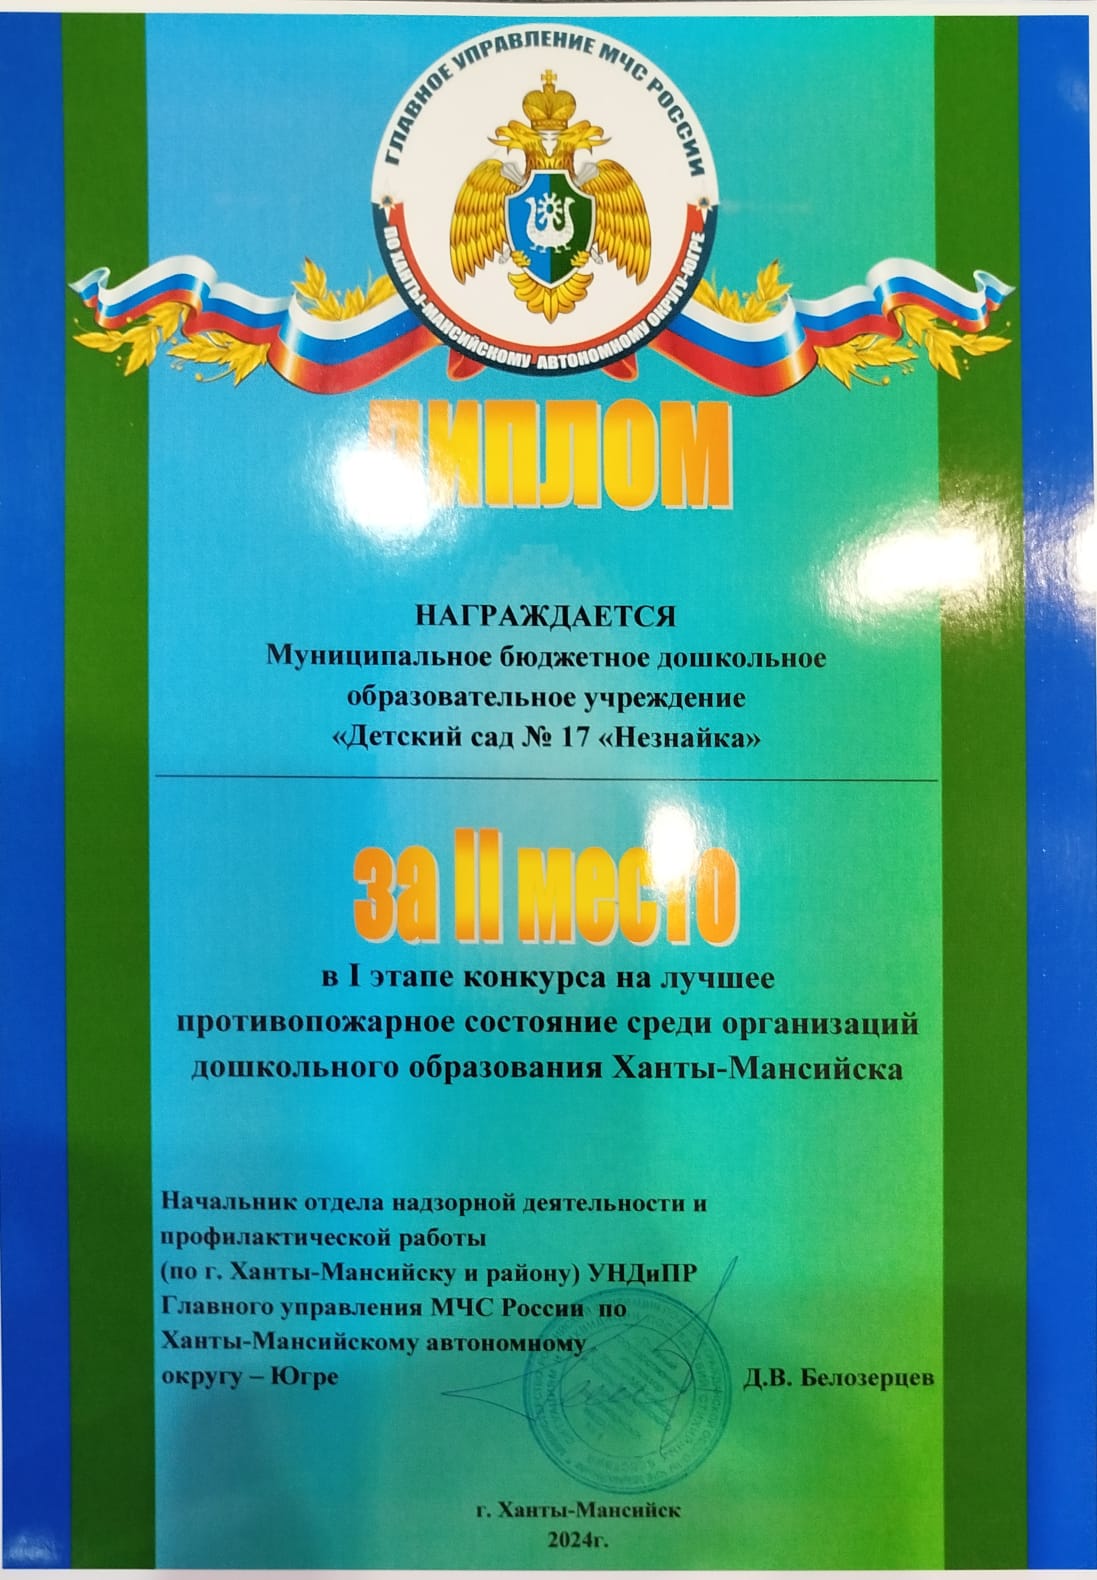 ГЛАВНОЕ УПРАВЛЕНИЕ МЧС РОССИИ
ПО ХАНТЫ-МАНСИЙСКОМУ АВТОНОМНОМУ ОКРУГУ-ЮГРЕ
ДИПЛОМ
НАГРАЖДАЕТСЯ
Муниципальное бюджетное дошкольное
образовательное учреждение
«Детский сад № 17 «Незнайка»
за II место
в I этапе конкурса на лучшее
противопожарное состояние среди организаций
дошкольного образования Ханты-Мансийска
Начальник отдела надзорной деятельности и
профилактической работы
(по г. Ханты-Мансийску и району) УНДиПР
Главного управления МЧС России по
Ханты-Мансийскому автономному
округу – Югре
Д.В. Белозерцев
г. Ханты-Мансийск
2024г.